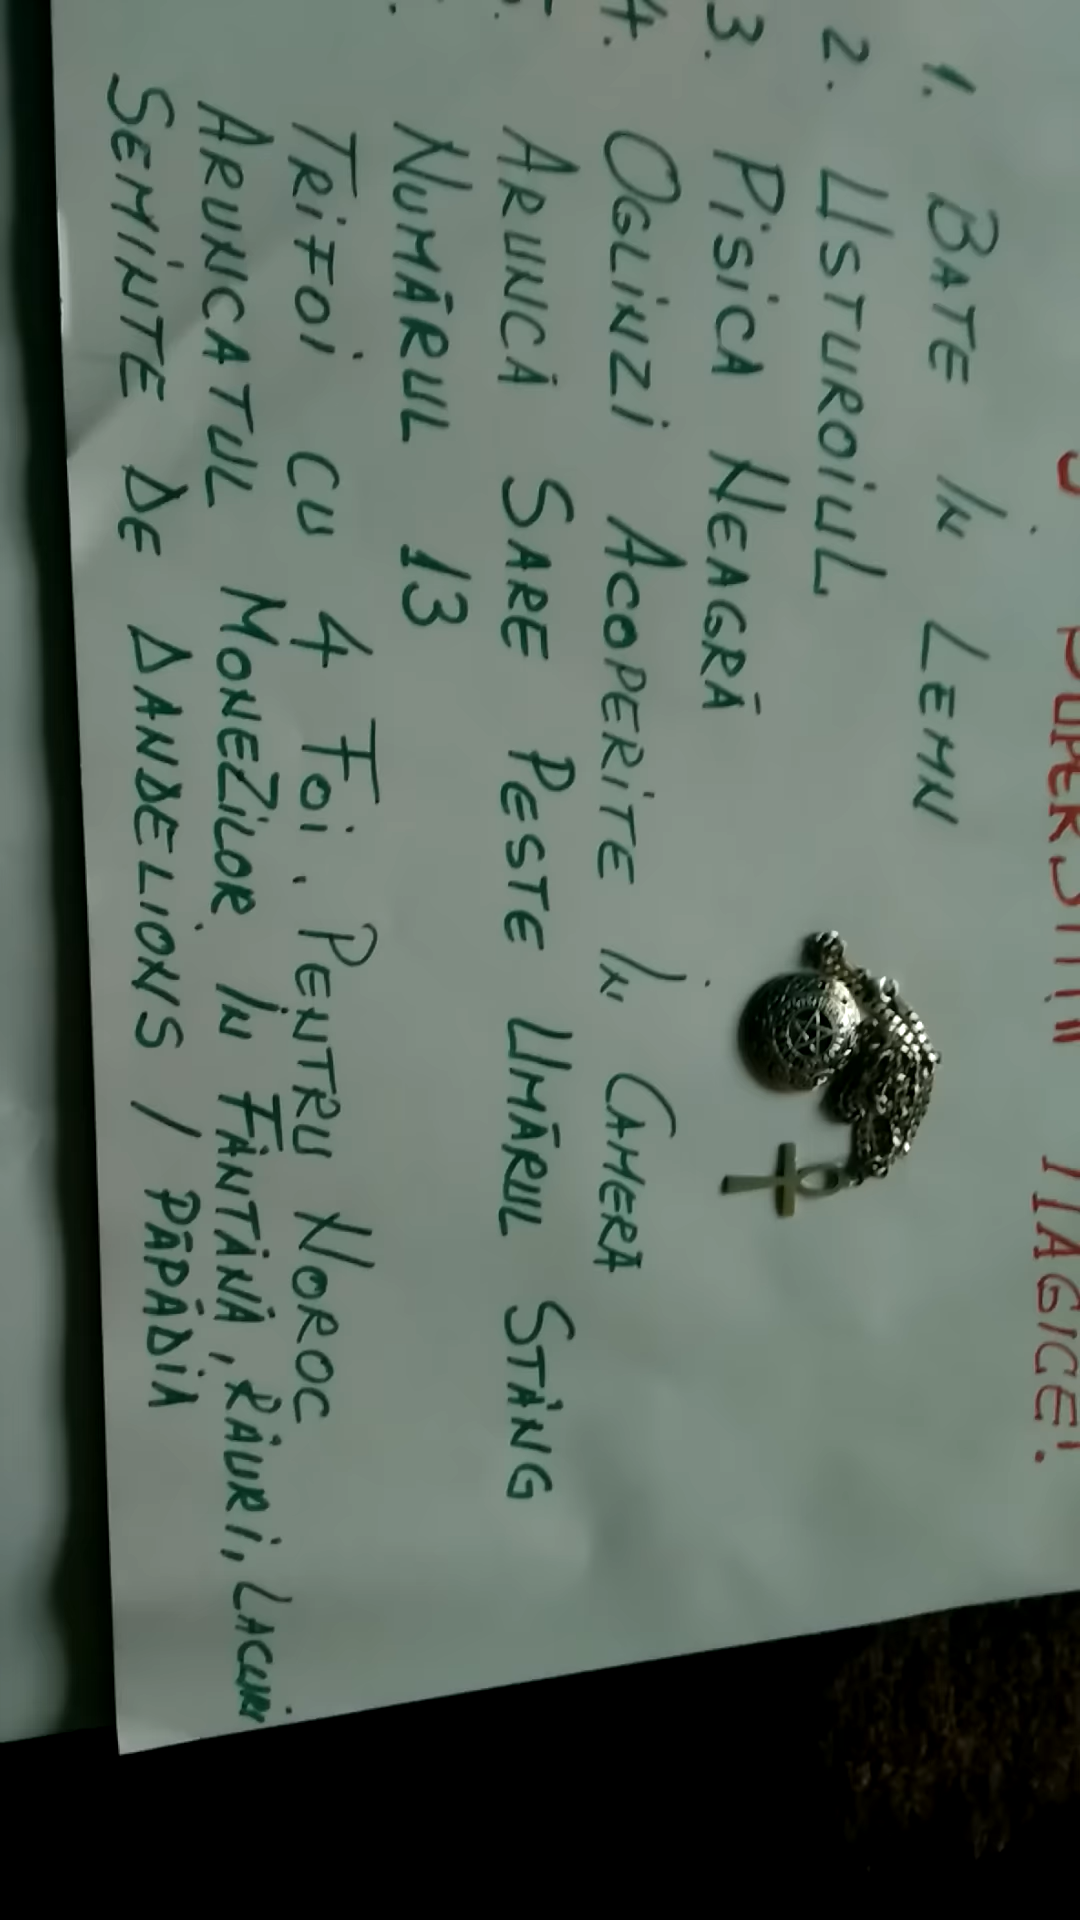 SUPERSTIȚII MAGICE!
1. BATE ÎN LEMN
2. USTUROIUL
3. PISICA NEAGRĂ
4. OGLINZI ACOPERITE ÎN CAMERĂ
ARUNCĂ SARE PESTE UMĂRUL STÂNG
NUMĂRUL 13
TRIFOI CU 4 FOI. PENTRU NOROC
ARUNCATUL MONEZILOR ÎN FÂNTÂNĂ, RÂURI, LACURI
SEMINTE DE DANDELIONS / PĂPĂDIA